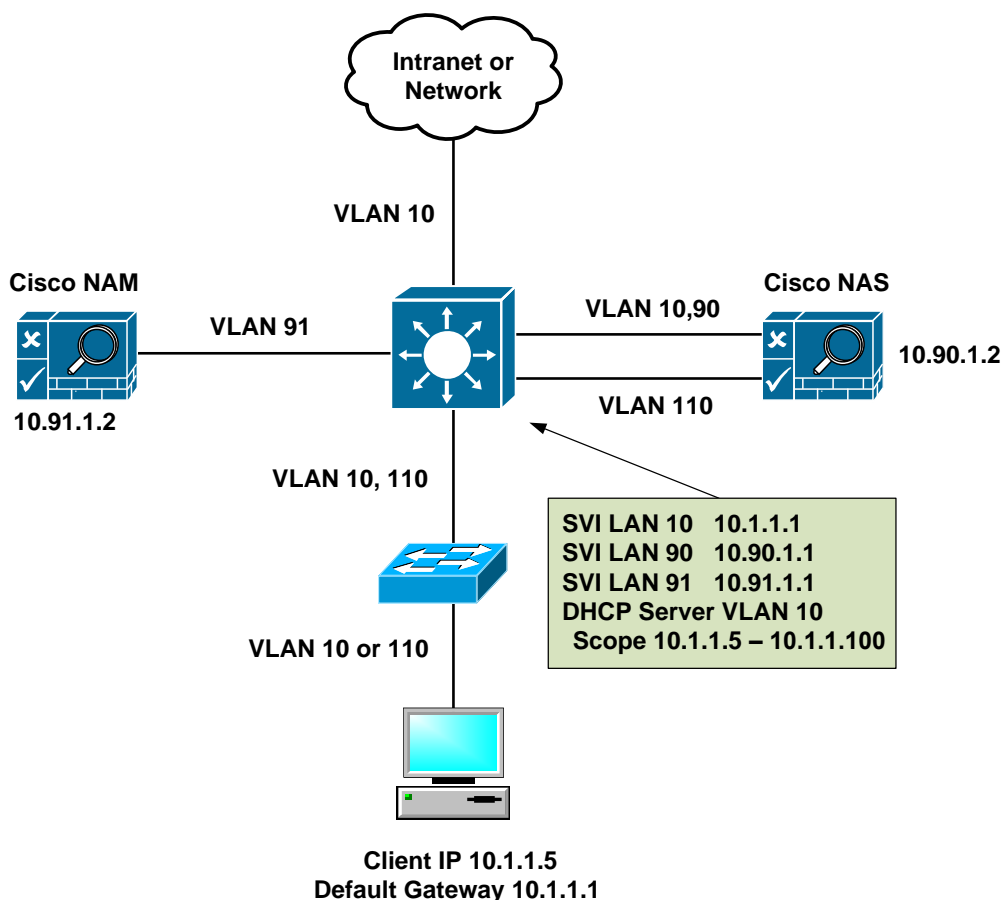 Intranet or
Network
VLAN 10
Cisco NAM
VLAN 91
10.91.1.2
VLAN 10,90
Cisco NAS
10.90.1.2
VLAN 110
VLAN 10, 110
SVI LAN 10 10.1.1.1
SVI LAN 90 10.90.1.1
SVI LAN 91 10.91.1.1
DHCP Server VLAN 10
Scope 10.1.1.5 – 10.1.1.100
VLAN 10 or 110
Client IP 10.1.1.5
Default Gateway 10.1.1.1